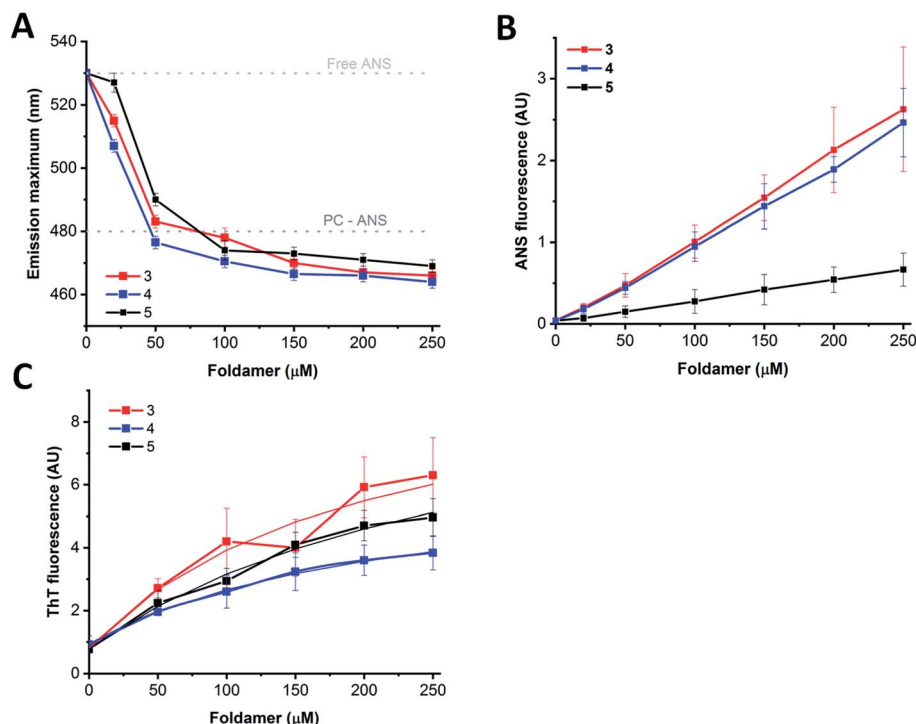 A
Emission maximum (nm)
540
520
500
480
460
Free ANS
PC - ANS
3
4
5
0 50 100 150 200 250
Foldamer (μM)
B
ANS fluorescence (AU)
3
2
1
0
3
4
5
0 50 100 150 200 250
Foldamer (μM)
C
ThT fluorescence (AU)
8
6
4
2
0
3
4
5
0 50 100 150 200 250
Foldamer (μM)